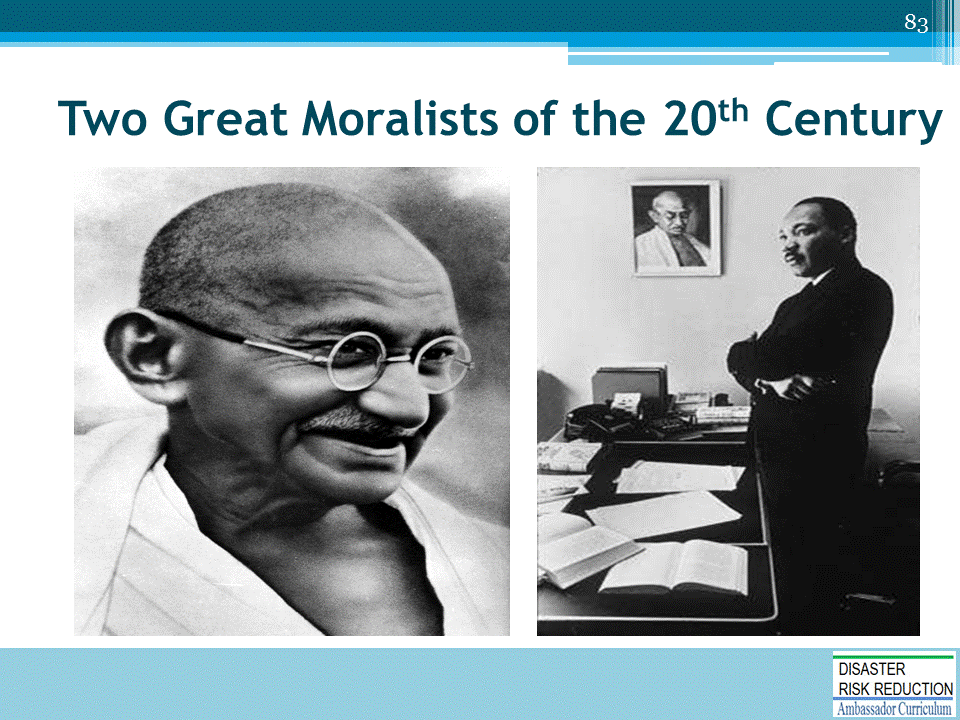 83
Two Great Moralists of the 20th Century
DISASTER
RISK REDUCTION
Ambassador Curriculum